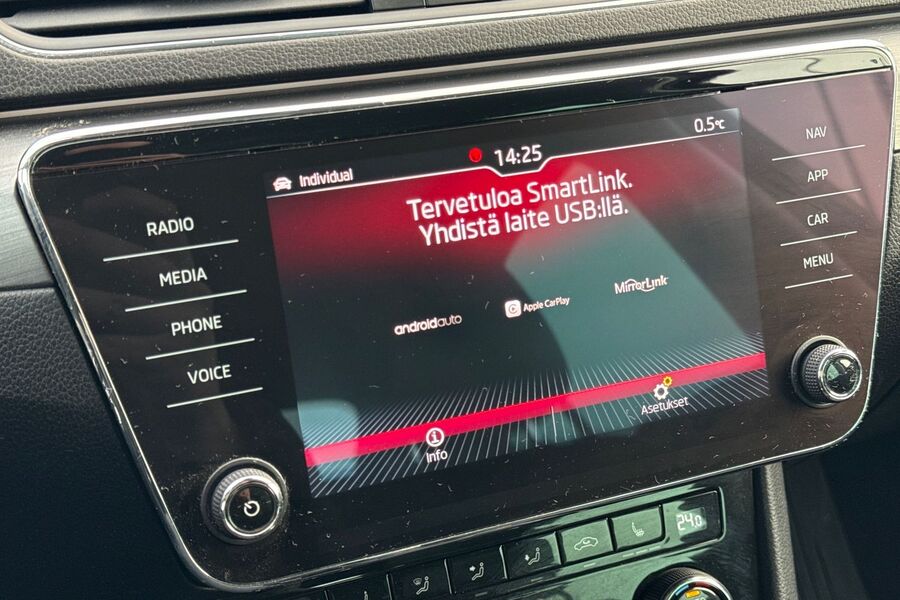 Individual
14:25
0.5°C
Tervetuloa SmartLink.
Yhdistä laite USB:llä.
androidauto
Apple CarPlay
MirrorLink
Info
Asetukset
RADIO
MEDIA
PHONE
VOICE
NAV
APP
CAR
MENU
24.0